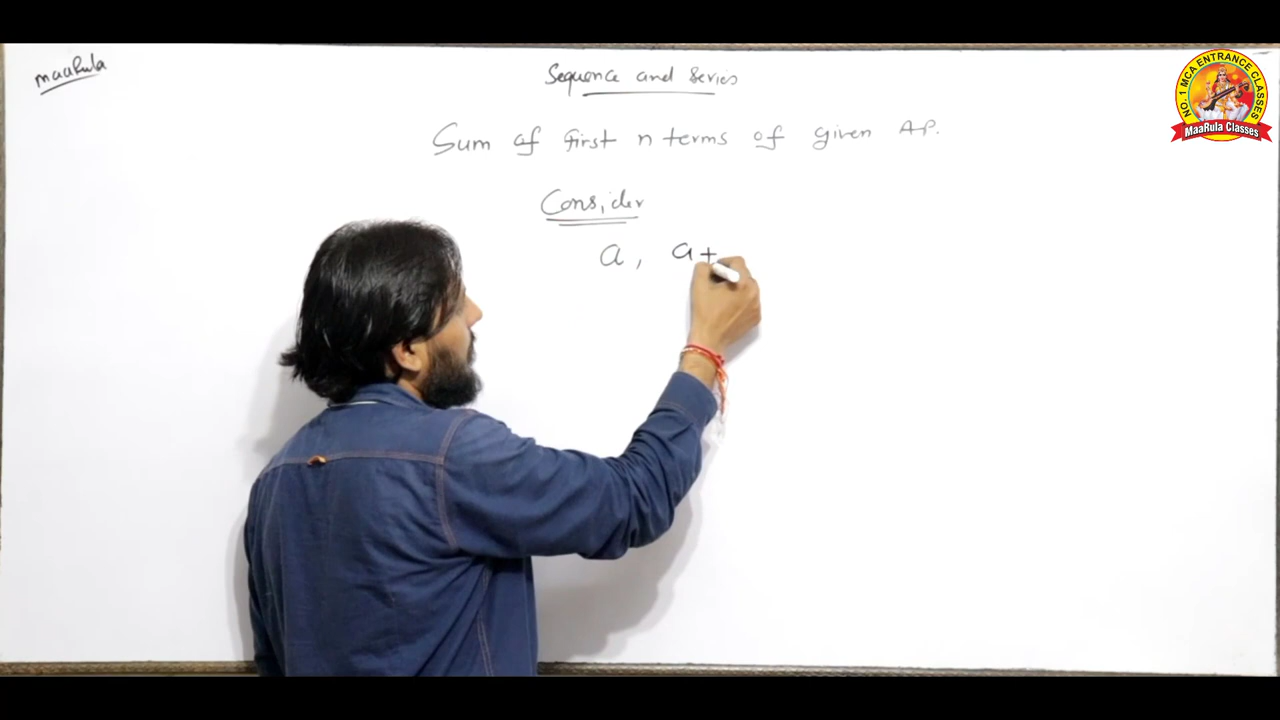 maaRula
Sequence and Series
Sum of first n terms of given A.P.
Consider
a, a+
NO. 1 MCA ENTRANCE CLASSES
MaaRula Classes